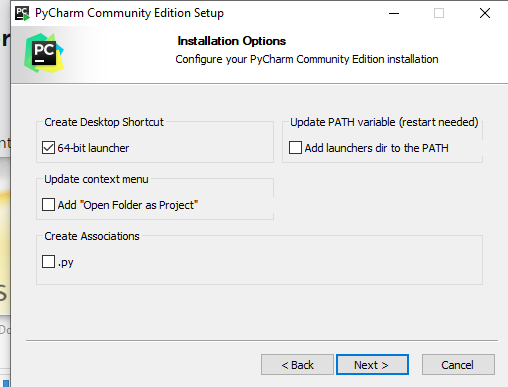 PC PyCharm Community Edition Setup
PC
Installation Options
Configure your PyCharm Community Edition installation
Create Desktop Shortcut
64-bit launcher
Update PATH variable (restart needed)
Add launchers dir to the PATH
Update context menu
Add "Open Folder as Project"
Create Associations
.py
< Back
Next >
Cancel